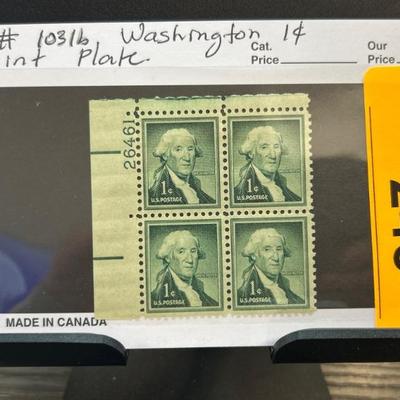 # 1031b Washington 1¢
int Plate
Cat. Price
Our Price
26461
1¢ U.S. POSTAGE
1¢ U.S. POSTAGE
1¢ U.S. POSTAGE
1¢ U.S. POSTAGE
MADE IN CANADA